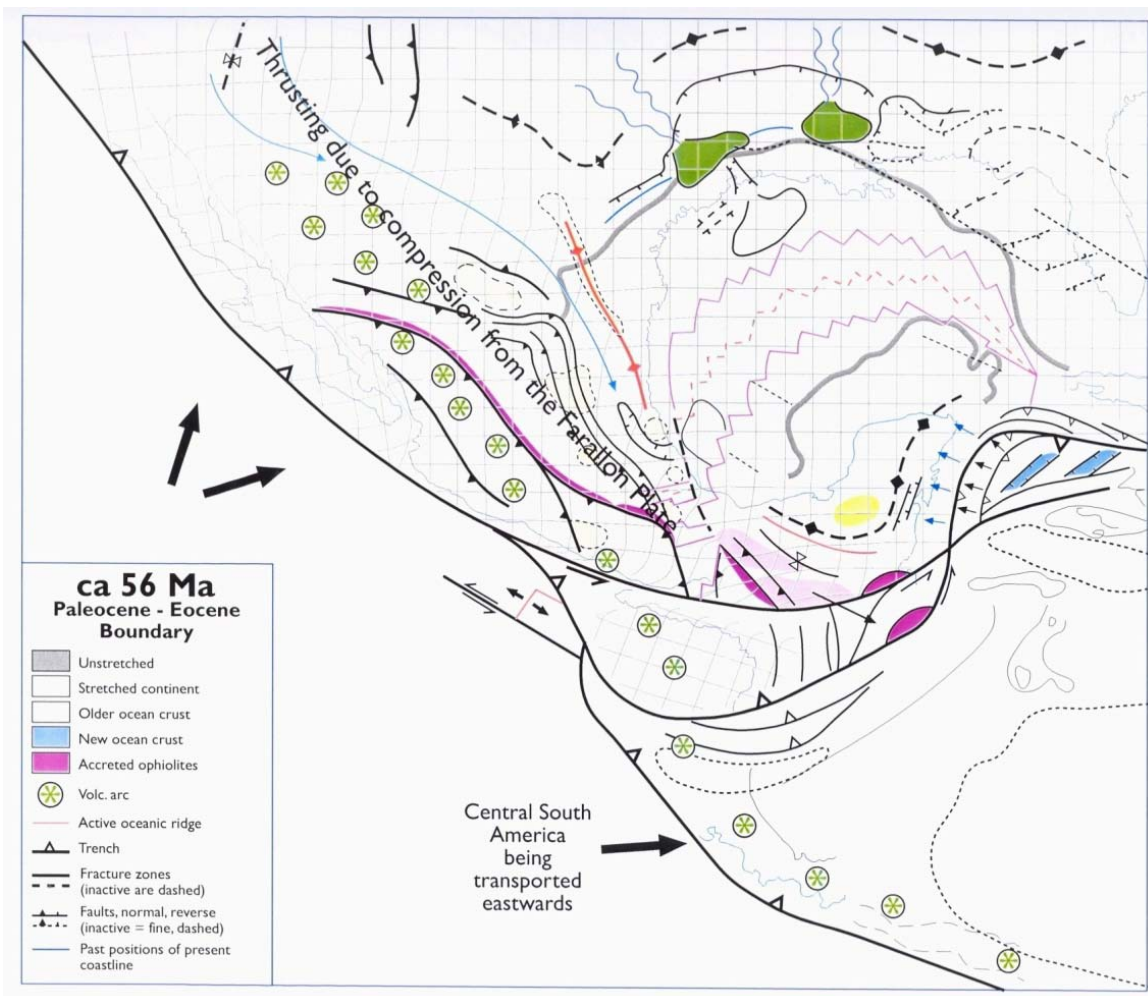 Thrusting due to compression from the Farallon Plate
ca 56 Ma
Paleocene - Eocene
Boundary
Unstretched
Stretched continent
Older ocean crust
New ocean crust
Accreted ophiolites
Volc. arc
Active oceanic ridge
Trench
Fracture zones
(inactive are dashed)
Faults, normal, reverse
(inactive = fine, dashed)
Past positions of present
coastline
Central South
America
being
transported
eastwards